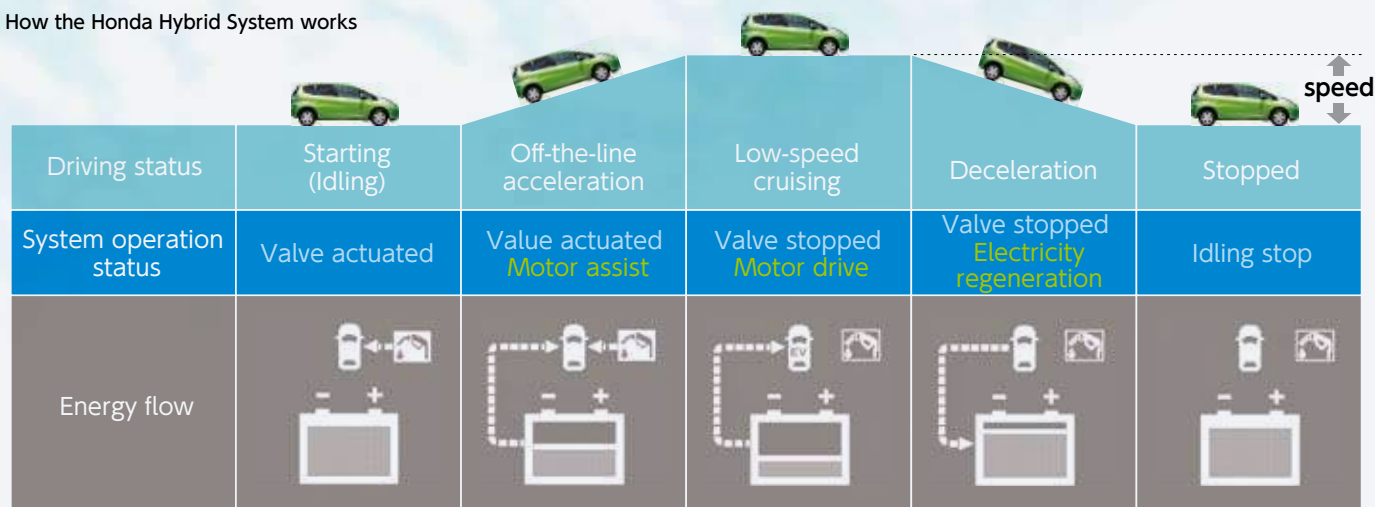 How the Honda Hybrid System works
speed
Driving status
Starting
(Idling)
Off-the-line
acceleration
Low-speed
cruising
Deceleration
Stopped
System operation
status
Valve actuated
Value actuated
Motor assist
Valve stopped
Motor drive
Valve stopped
Electricity
regeneration
Idling stop
Energy flow
- +
- +
EV
- +
- +
- +